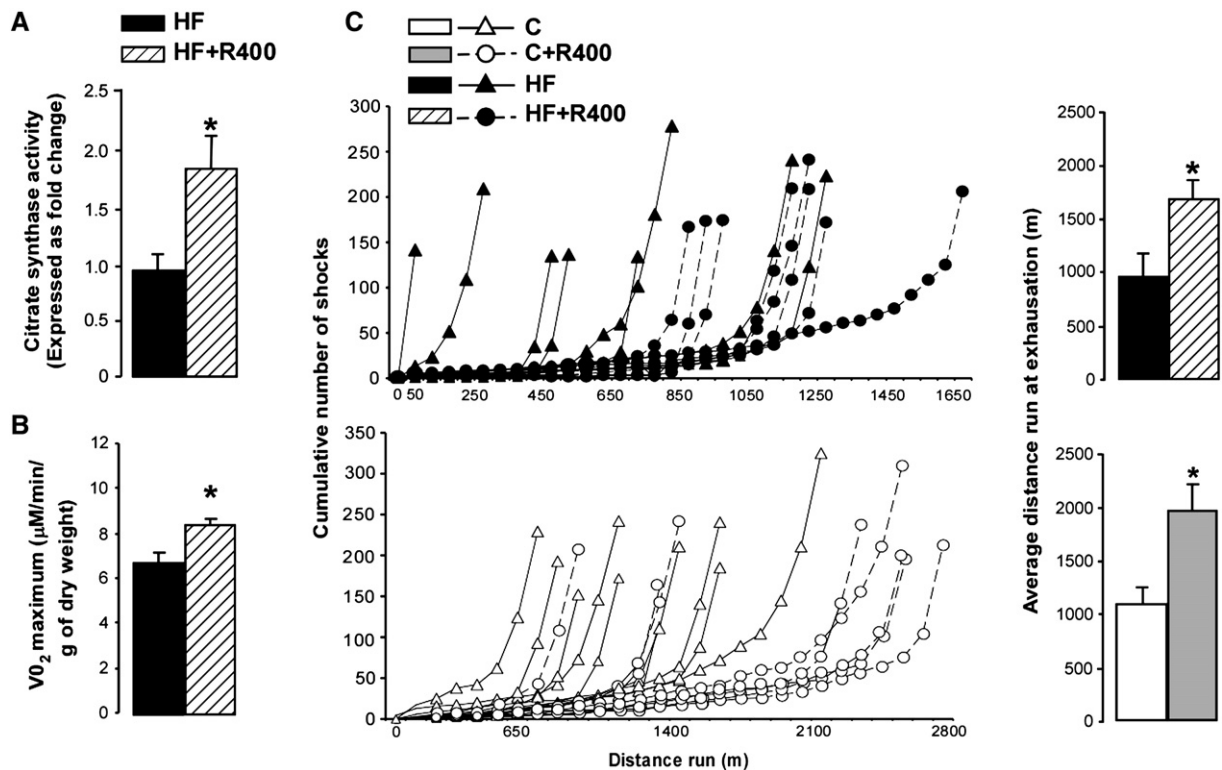 A
HF
HF+R400
Citrate synthase activity
(Expressed as fold change)
2.5
2.0
1.5
1.0
0.5
0
*
B
V0₂ maximum (μM/min/
g of dry weight)
12
10
8
6
4
2
0
*
C
C
C+R400
HF
HF+R400
Cumulative number of shocks
300
250
200
150
100
50
0
0 50 250 450 650 850 1050 1250 1450 1650
350
300
250
200
150
100
50
0
0 650 1400 2100 2800
Distance run (m)
Average distance run at exhausation (m)
2500
2000
1500
1000
500
0
*
2500
2000
1500
1000
500
0
*